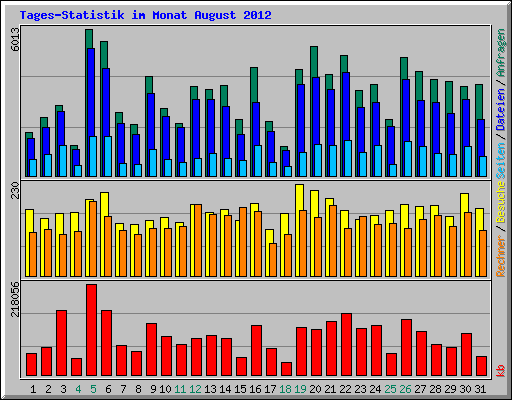 Tages-Statistik im Monat August 2012
6013
230
218056
Anfragen / Dateien / Seiten
Besuche / Rechner
kb
1 2 3 4 5 6 7 8 9 10 11 12 13 14 15 16 17 18 19 20 21 22 23 24 25 26 27 28 29 30 31